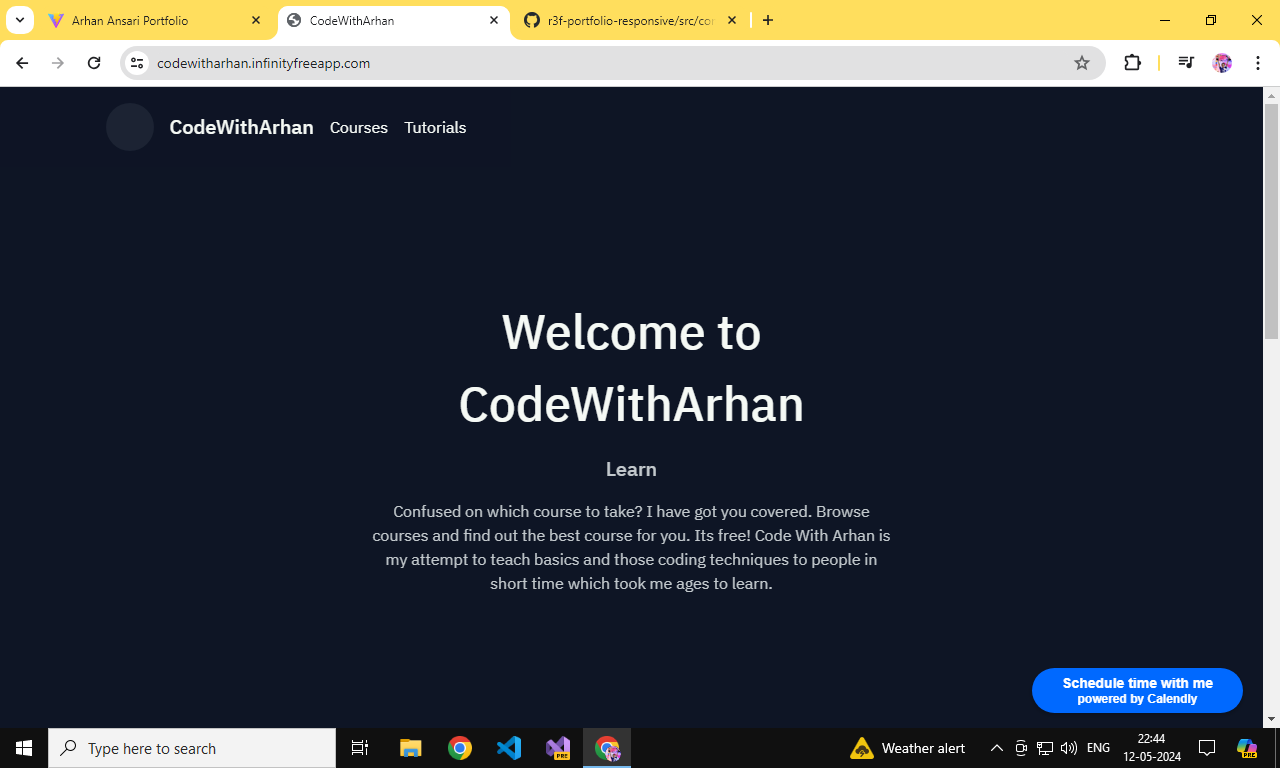 Arhan Ansari Portfolio
CodeWithArhan
r3f-portfolio-responsive/src/cor
codewitharhan.infinityfreeapp.com
CodeWithArhan Courses Tutorials
Welcome to
CodeWithArhan
Learn
Confused on which course to take? I have got you covered. Browse
courses and find out the best course for you. Its free! Code With Arhan is
my attempt to teach basics and those coding techniques to people in
short time which took me ages to learn.
Schedule time with me
powered by Calendly
Type here to search
PRE
Weather alert
ENG
22:44
12-05-2024
PRE